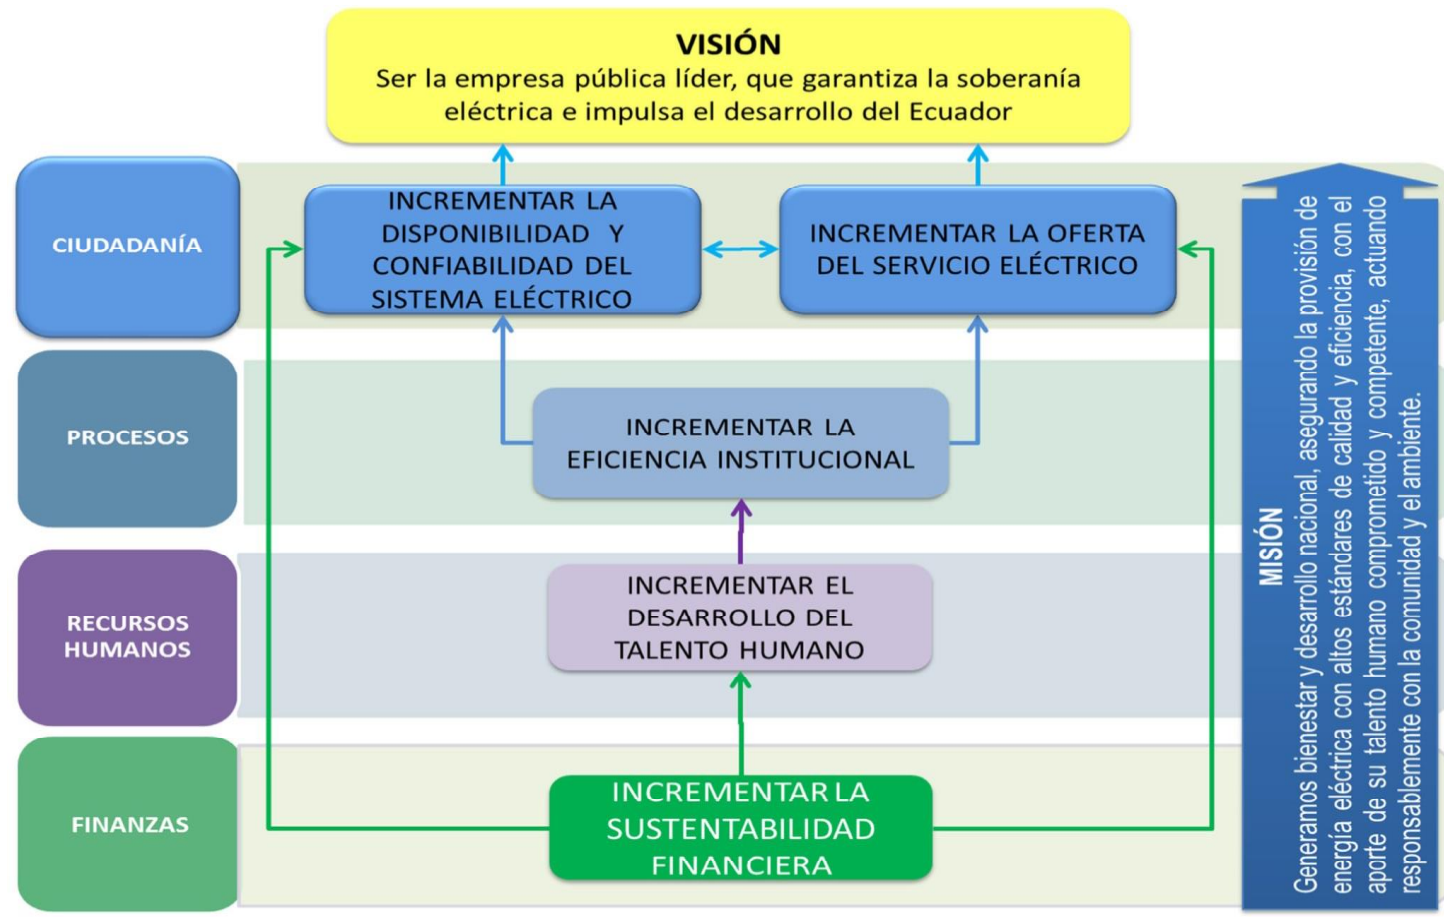 VISIÓN
Ser la empresa pública líder, que garantiza la soberanía
eléctrica e impulsa el desarrollo del Ecuador
CIUDADANÍA
INCREMENTAR LA
DISPONIBILIDAD Y
CONFIABILIDAD DEL
SISTEMA ELÉCTRICO
INCREMENTAR LA OFERTA
DEL SERVICIO ELÉCTRICO
PROCESOS
INCREMENTAR LA
EFICIENCIA INSTITUCIONAL
RECURSOS
HUMANOS
INCREMENTAR EL
DESARROLLO DEL
TALENTO HUMANO
FINANZAS
INCREMENTAR LA
SUSTENTABILIDAD
FINANCIERA
MISIÓN
Generamos bienestar y desarrollo nacional, asegurando la provisión de
energía eléctrica con altos estándares de calidad y eficiencia, con el
aporte de su talento humano comprometido y competente, actuando
responsablemente con la comunidad y el ambiente.